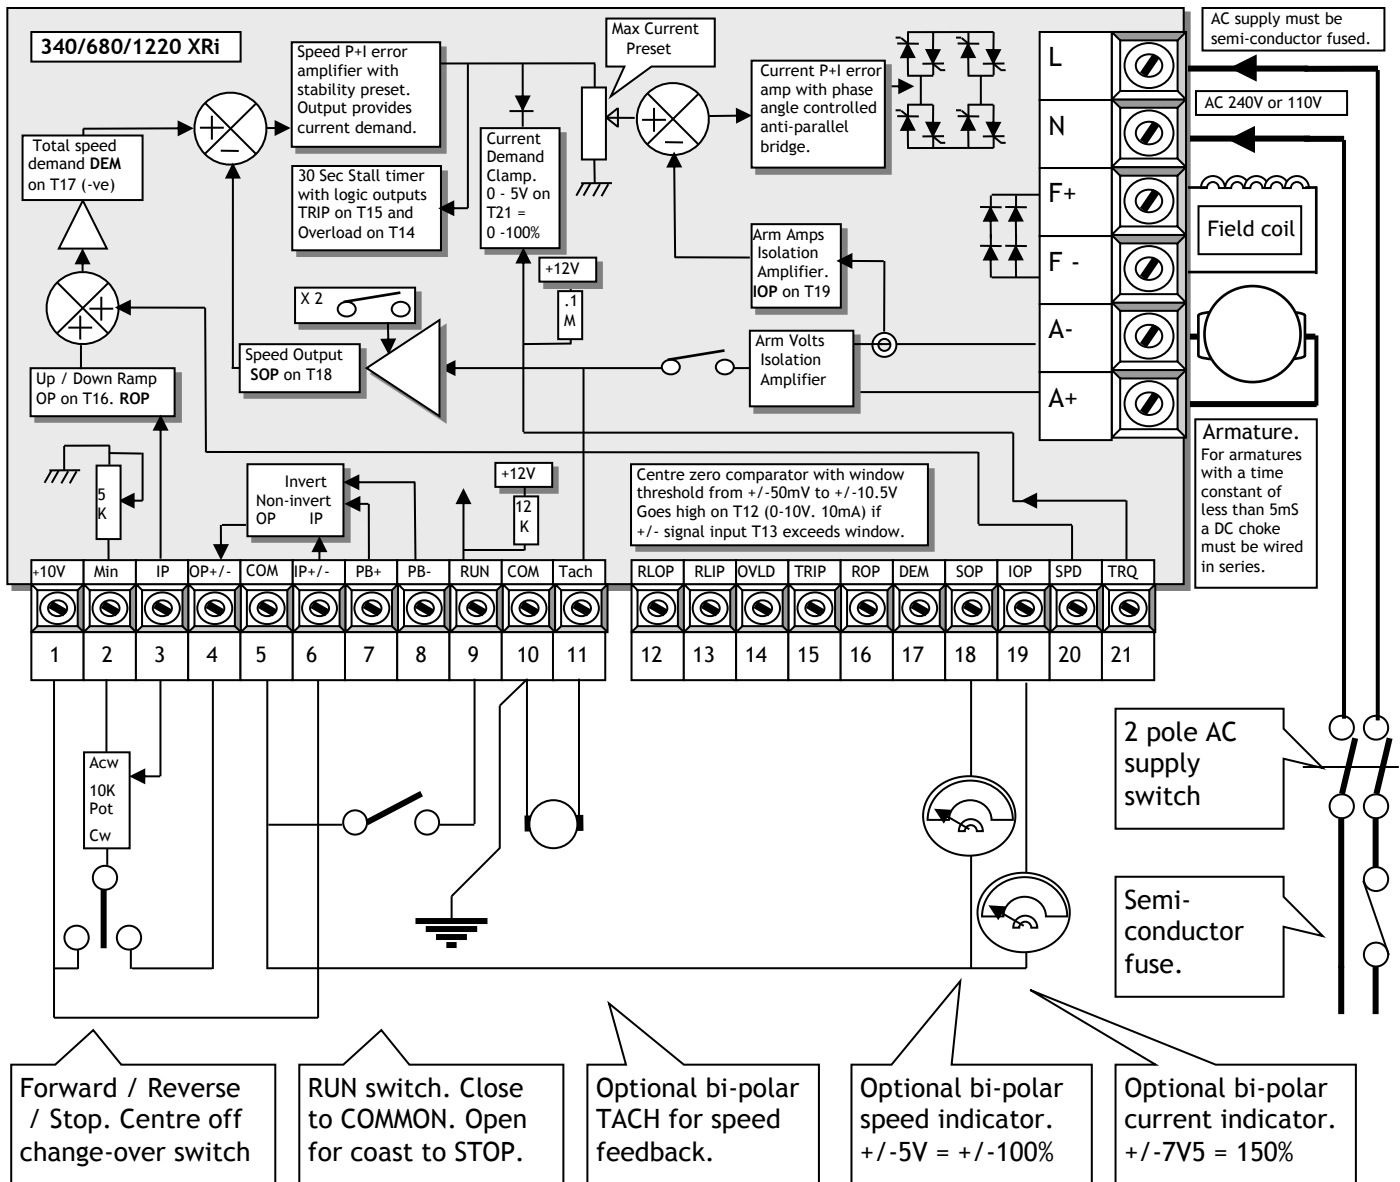 340/680/1220 XRi
Speed P+I error
amplifier with
stability preset.
Output provides
current demand.
Max Current
Preset
AC supply must be
semi-conductor fused.
Current P+I error
amp with phase
angle controlled
anti-parallel
bridge.
L
AC 240V or 110V
N
+
-
Total speed
demand DEM
on T17 (-ve)
30 Sec Stall timer
with logic outputs
TRIP on T15 and
Overload on T14
Current
Demand
Clamp.
0 - 5V on
T21 =
0 -100%
+
-
F+
Field coil
F -
Arm Amps
Isolation
Amplifier.
IOP on T19
+12V
.1
M
X 2
+
+
Speed Output
SOP on T18
Arm Volts
Isolation
Amplifier
A-
A+
Up / Down Ramp
OP on T16. ROP
5
K
Invert
Non-invert
OP IP
+12V
12
K
Centre zero comparator with window
threshold from +/-50mV to +/-10.5V
Goes high on T12 (0-10V. 10mA) if
+/- signal input T13 exceeds window.
Armature.
For armatures
with a time
constant of
less than 5mS
a DC choke
must be wired
in series.
+10V Min IP OP+/- COM IP+/- PB+ PB- RUN COM Tach RLOP RLIP OVLD TRIP ROP DEM SOP IOP SPD TRQ
1 2 3 4 5 6 7 8 9 10 11 12 13 14 15 16 17 18 19 20 21
Acw
10K
Pot
Cw
2 pole AC
supply
switch
Semi-
conductor
fuse.
Forward / Reverse
/ Stop. Centre off
change-over switch
RUN switch. Close
to COMMON. Open
for coast to STOP.
Optional bi-polar
TACH for speed
feedback.
Optional bi-polar
speed indicator.
+/-5V = +/-100%
Optional bi-polar
current indicator.
+/-7V5 = 150%